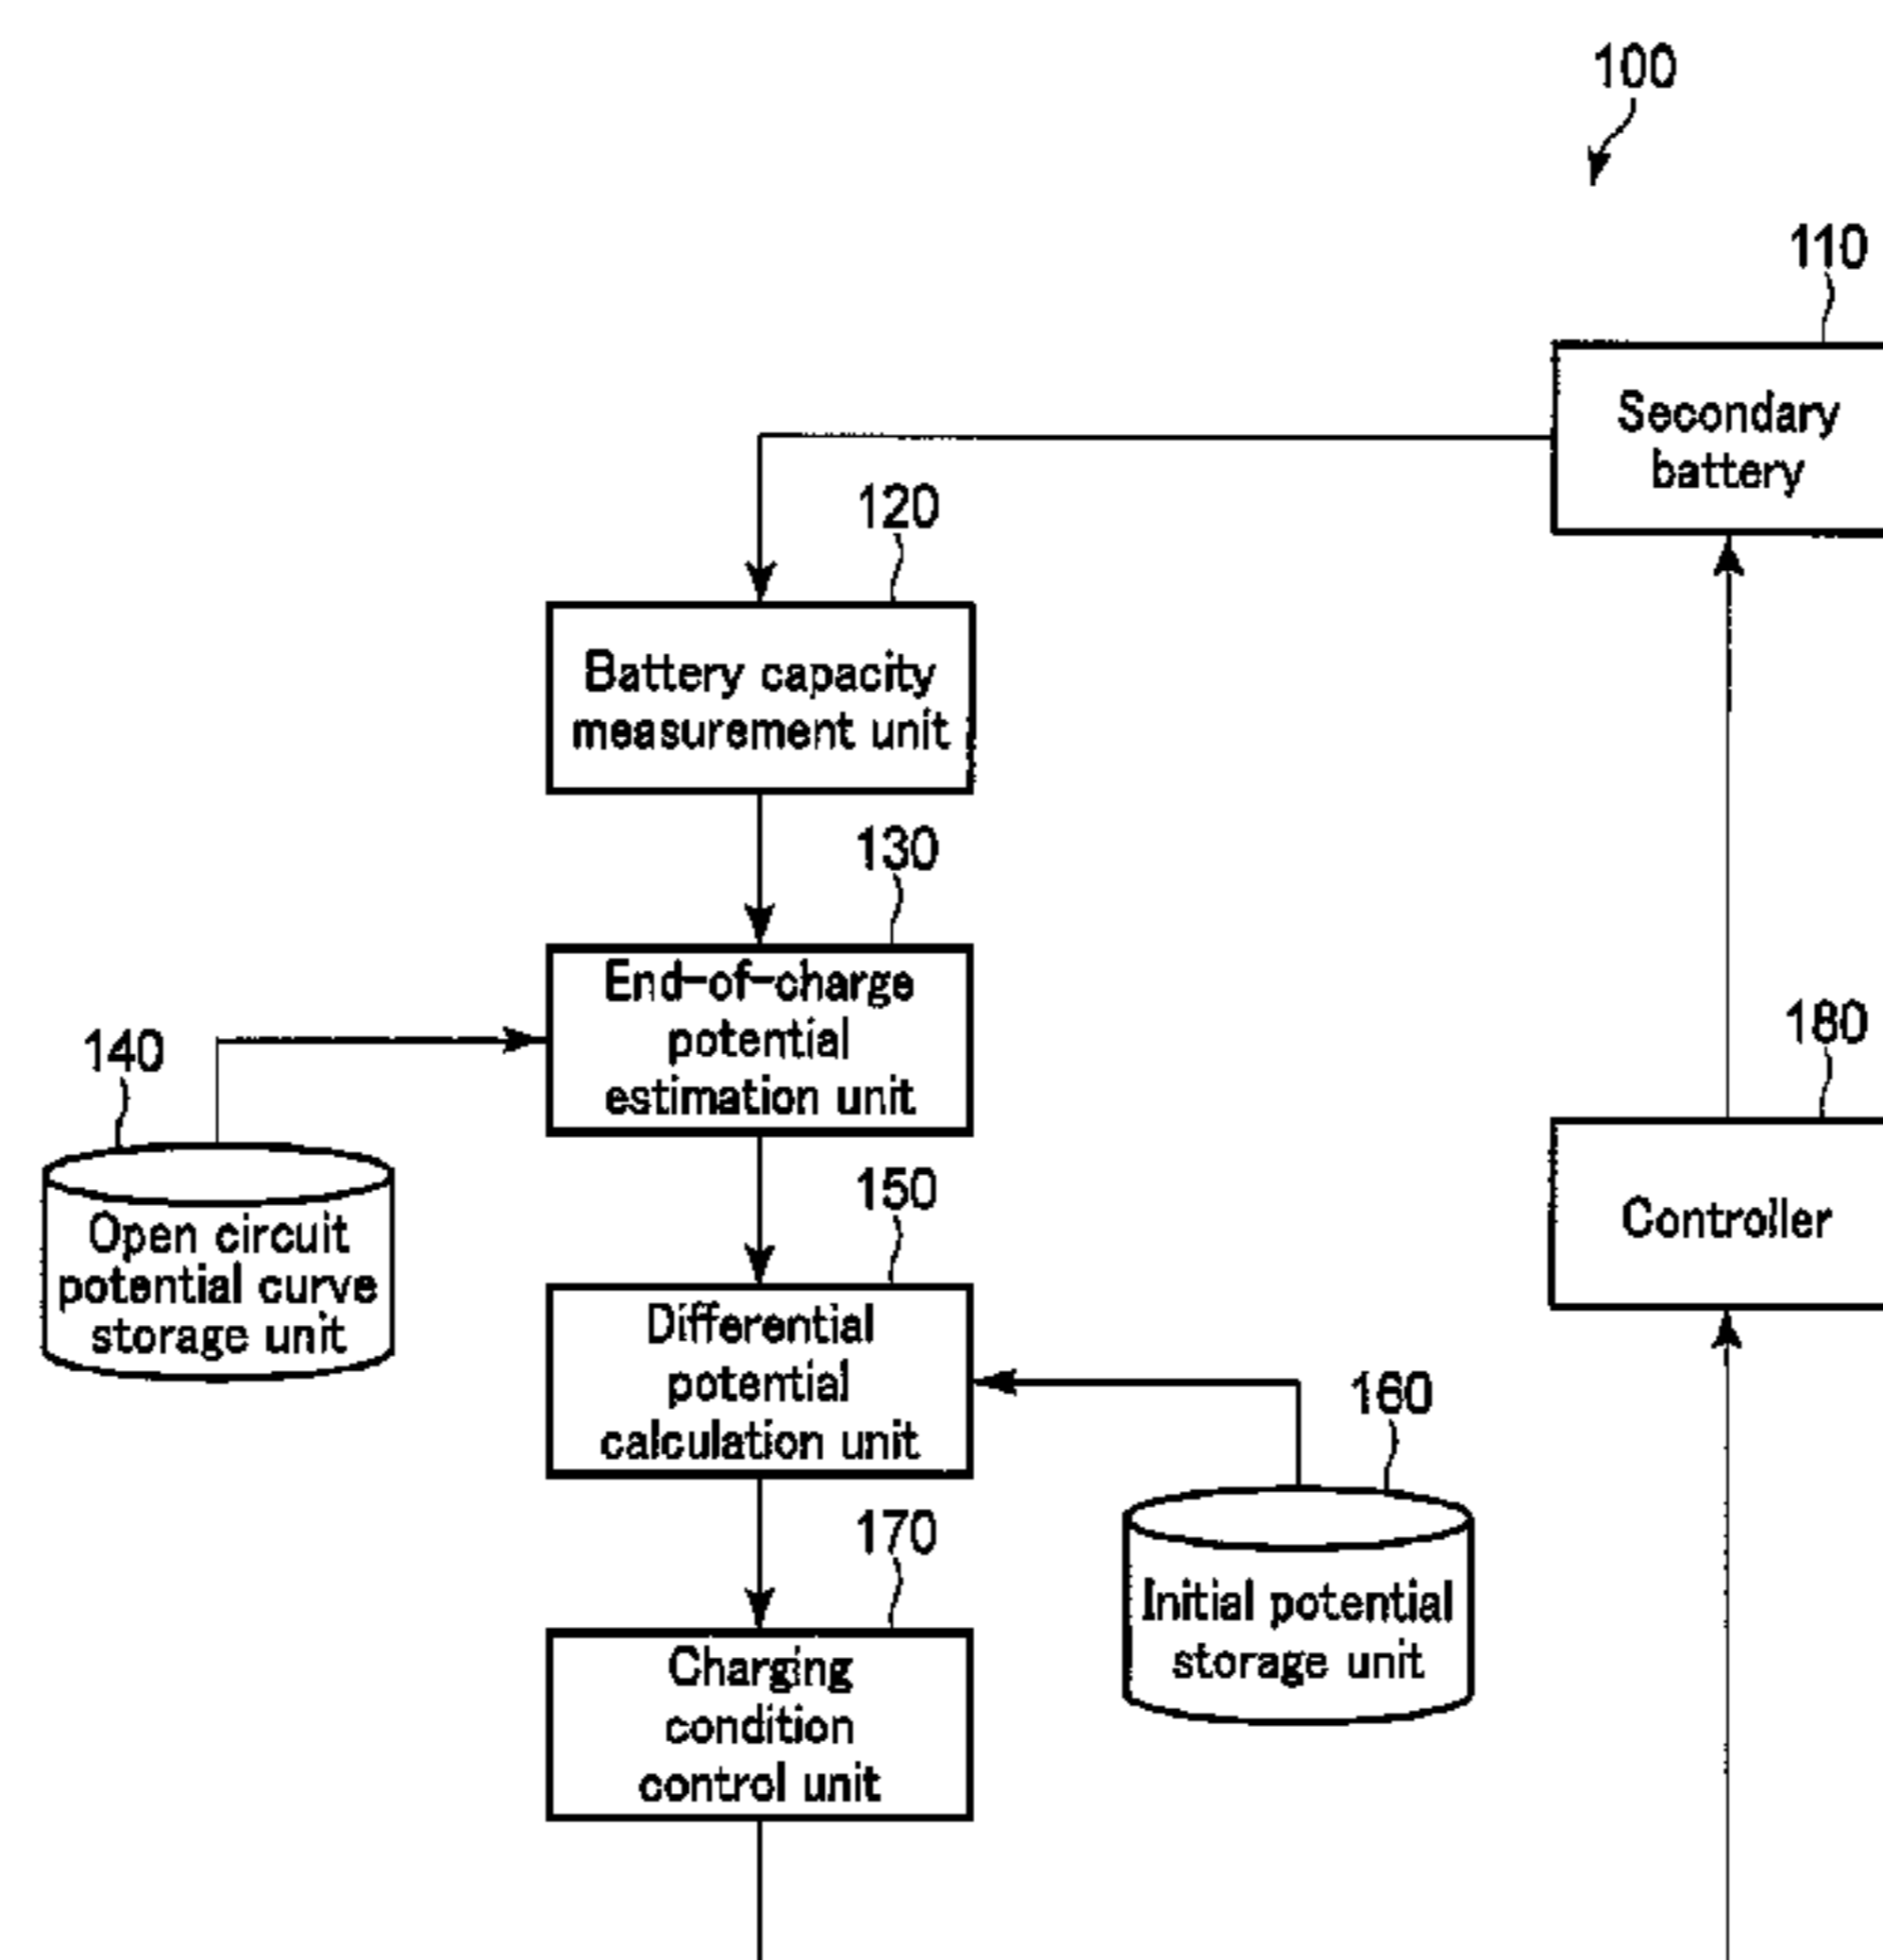 100
110
Secondary
battery
120
Battery capacity
measurement unit
130
End-of-charge
potential
estimation unit
140
Open circuit
potential curve
storage unit
180
Controller
150
Differential
potential
calculation unit
160
Initial potential
storage unit
170
Charging
condition
control unit